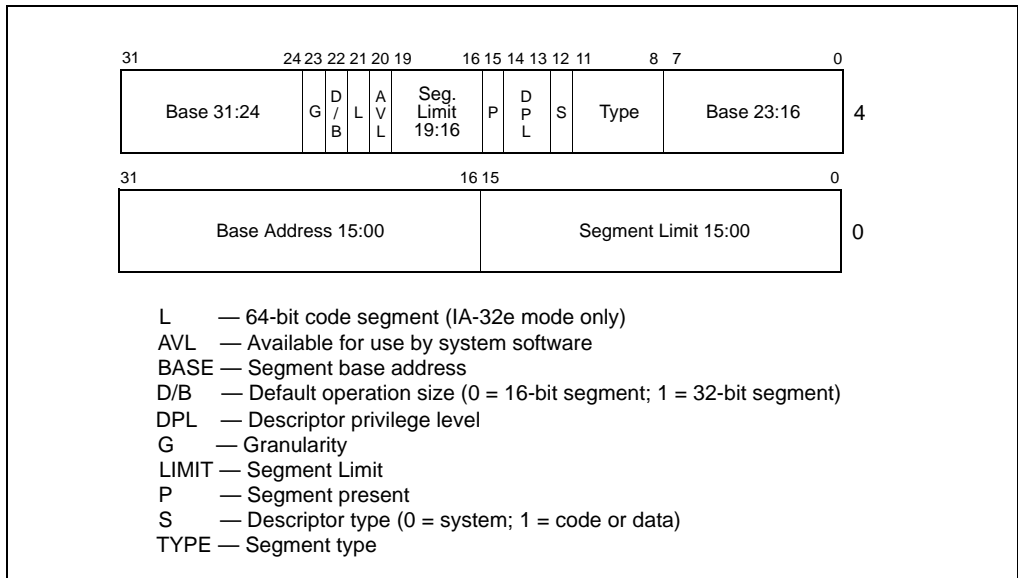 31 24 23 22 21 20 19 16 15 14 13 12 11 8 7 0
Base 31:24 G D/B L AVL Seg. Limit 19:16 P DPL S Type Base 23:16 4
31 16 15 0
Base Address 15:00 Segment Limit 15:00 0
L — 64-bit code segment (IA-32e mode only)
AVL — Available for use by system software
BASE — Segment base address
D/B — Default operation size (0 = 16-bit segment; 1 = 32-bit segment)
DPL — Descriptor privilege level
G — Granularity
LIMIT — Segment Limit
P — Segment present
S — Descriptor type (0 = system; 1 = code or data)
TYPE — Segment type